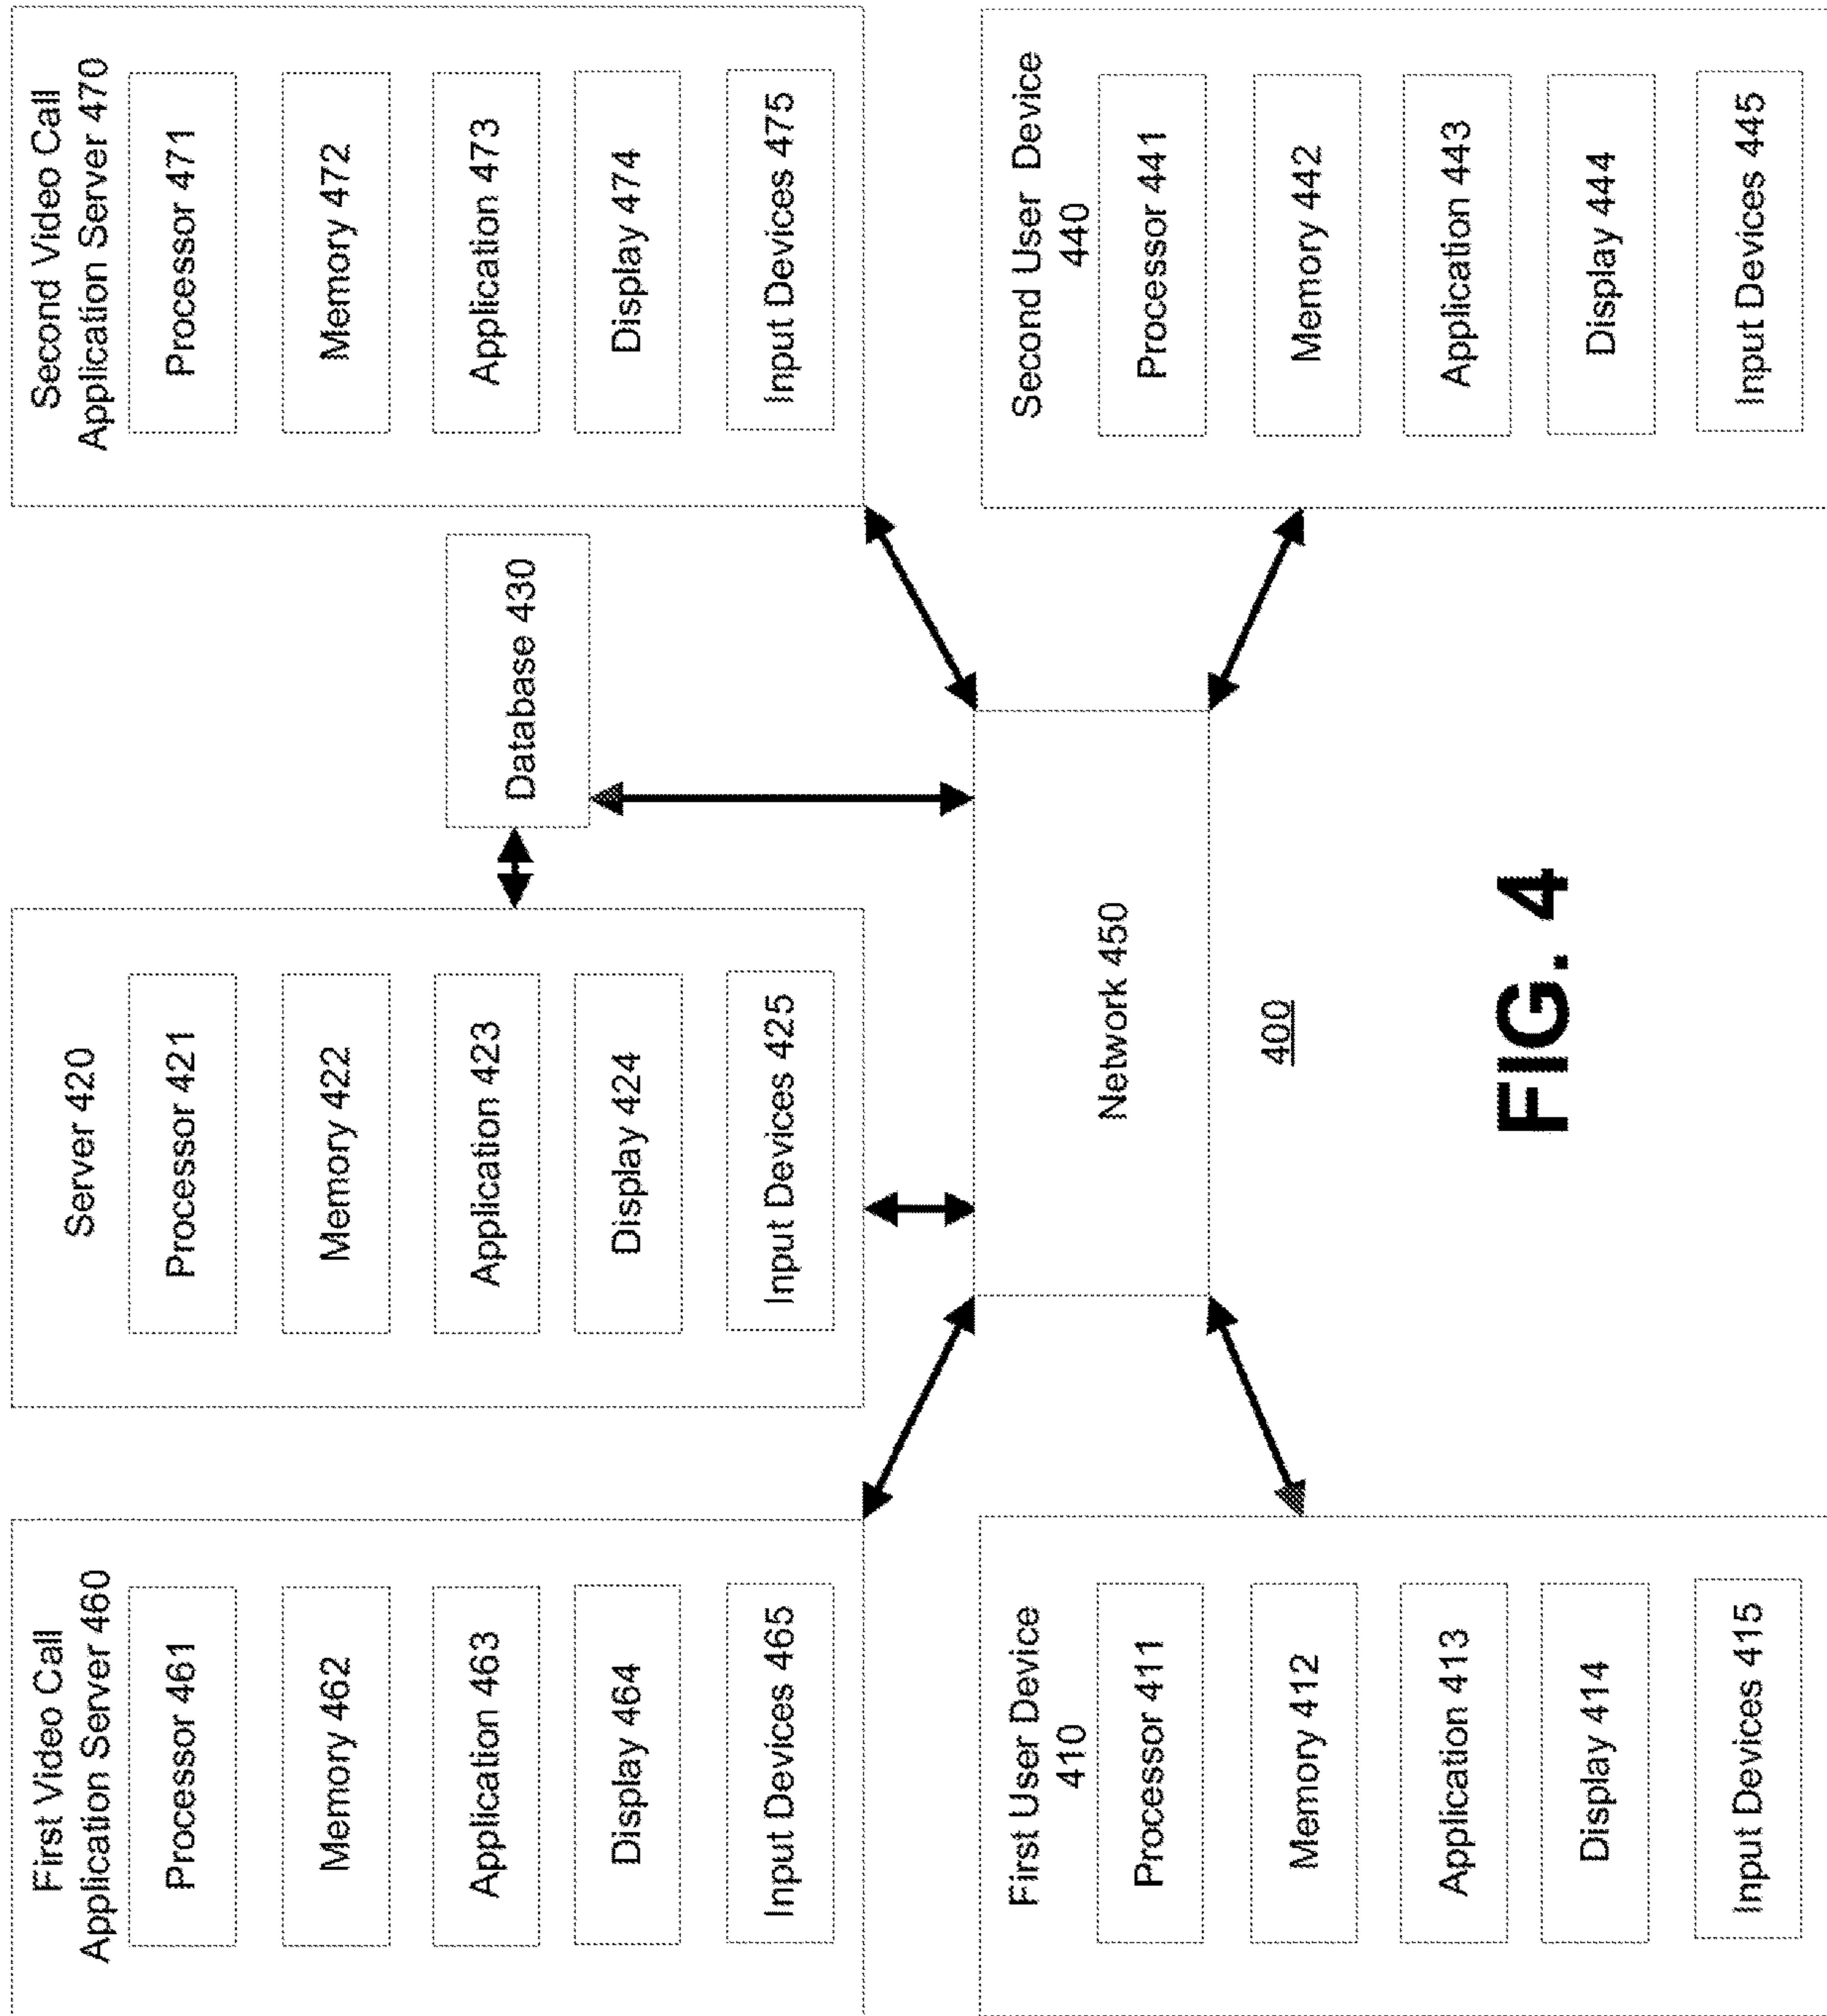 First Video Call
Application Server 460
Processor 461
Memory 462
Application 463
Display 464
Input Devices 465
Server 420
Processor 421
Memory 422
Application 423
Display 424
Input Devices 425
Database 430
Second Video Call
Application Server 470
Processor 471
Memory 472
Application 473
Display 474
Input Devices 475
Network 450
First User Device
410
Processor 411
Memory 412
Application 413
Display 414
Input Devices 415
Second User Device
440
Processor 441
Memory 442
Application 443
Display 444
Input Devices 445
400
FIG. 4